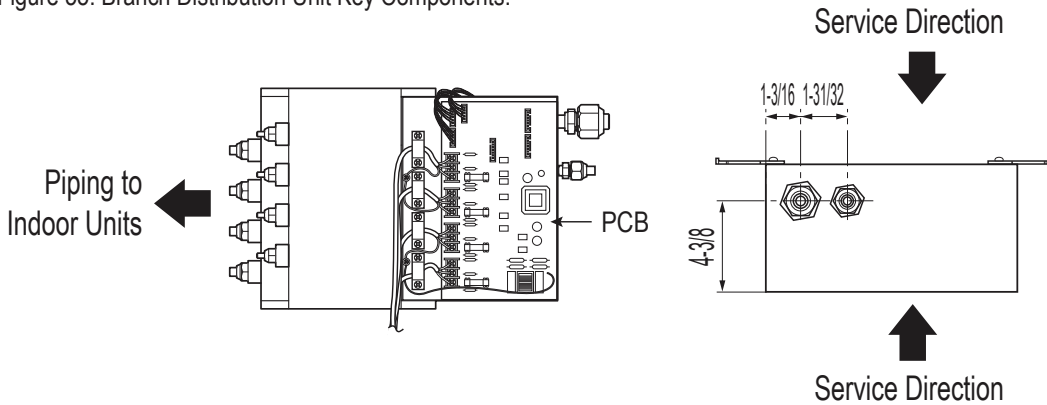 Figure 33: Branch Distribution Unit Key Components.
Service Direction
1-3/16 1-31/32
Piping to
Indoor Units
PCB
4-3/8
Service Direction